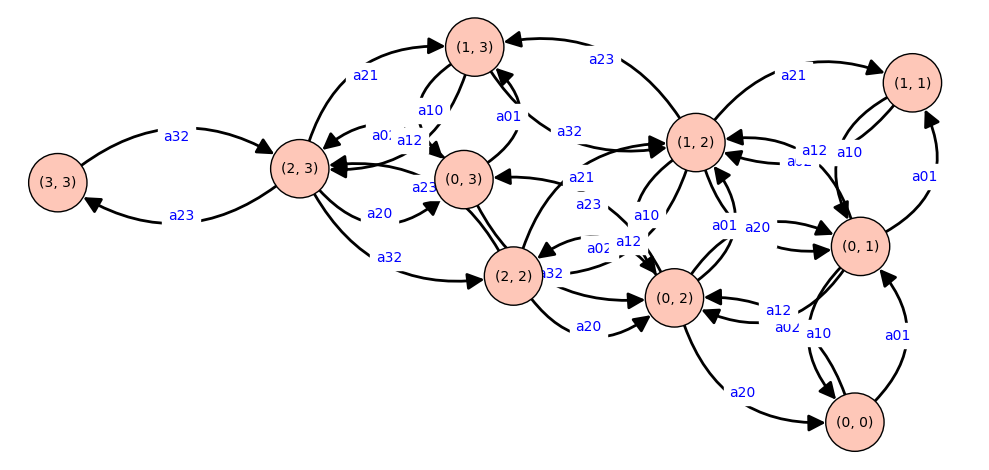 (1, 3)
a23
a21
a21
(1, 1)
a10
a01
a32
a32
a02
a12
(1, 2)
a12
a10
(3, 3)
(2, 3)
(0, 3)
a21
a01
a23
a20
a23
a23
a10
a01
a20
a12
a02
(0, 1)
a32
(2, 2)
a32
(0, 2)
a12
a20
a02
a10
a01
a20
(0, 0)